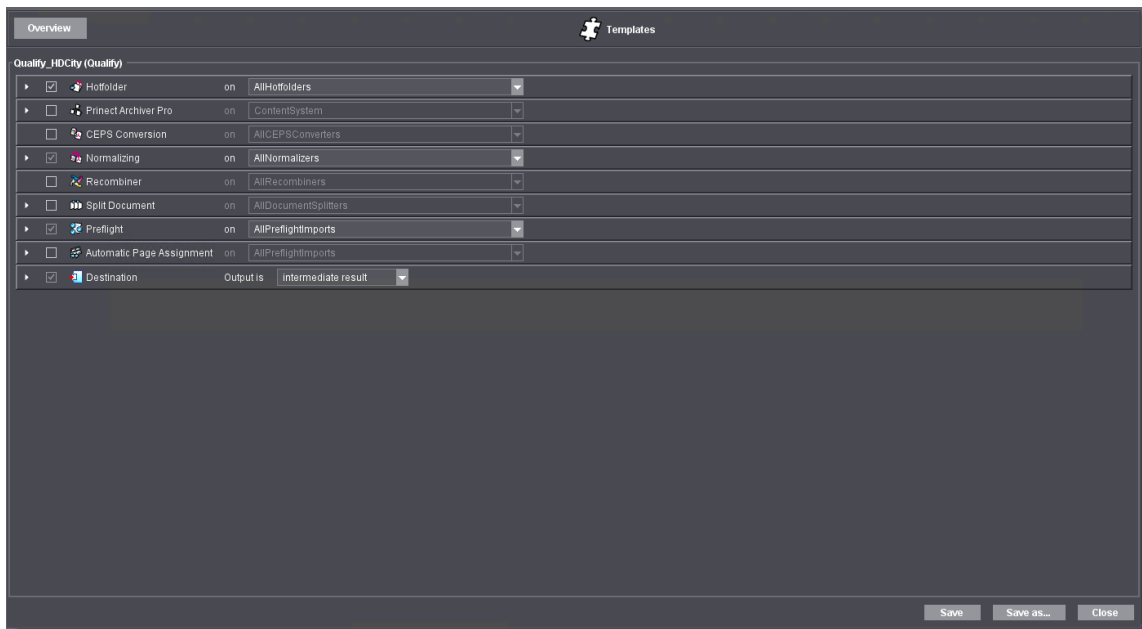 Overview
Templates
Qualify_HDCity (Qualify)
Hotfolder on AllHotfolders
Prinect Archiver Pro on ContentSystem
CEPS Conversion on AllCEPSConverters
Normalizing on AllNormalizers
Recombiner on AllRecombiners
Split Document on AllDocumentSplitters
Preflight on AllPreflightImports
Automatic Page Assignment on AllPreflightImports
Destination Output is intermediate result
Save Save as... Close